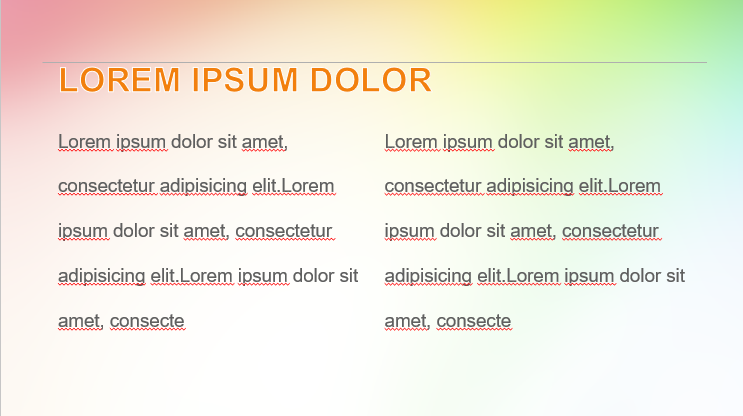 LOREM IPSUM DOLOR
Lorem ipsum dolor sit amet,
consectetur adipisicing elit.Lorem
ipsum dolor sit amet, consectetur
adipisicing elit.Lorem ipsum dolor sit
amet, consecte
Lorem ipsum dolor sit amet,
consectetur adipisicing elit.Lorem
ipsum dolor sit amet, consectetur
adipisicing elit.Lorem ipsum dolor sit
amet, consecte